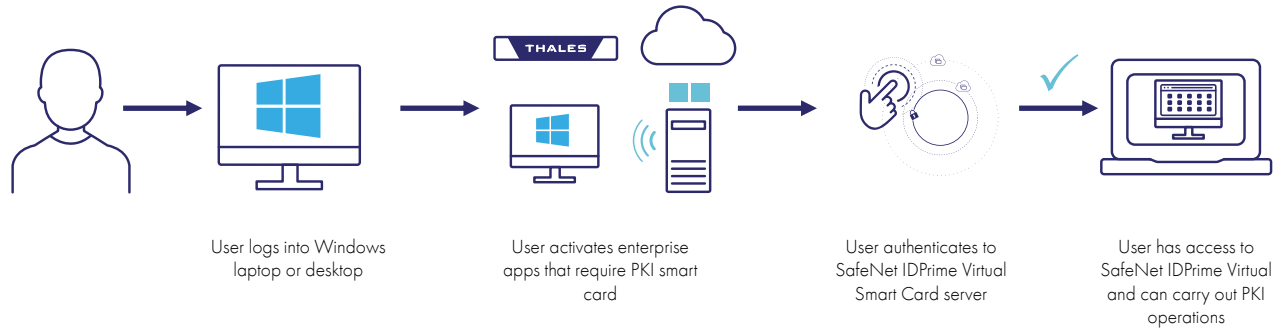 THALES
User logs into Windows
laptop or desktop
User activates enterprise
apps that require PKI smart
card
User authenticates to
SafeNet IDPrime Virtual
Smart Card server
User has access to
SafeNet IDPrime Virtual
and can carry out PKI
operations